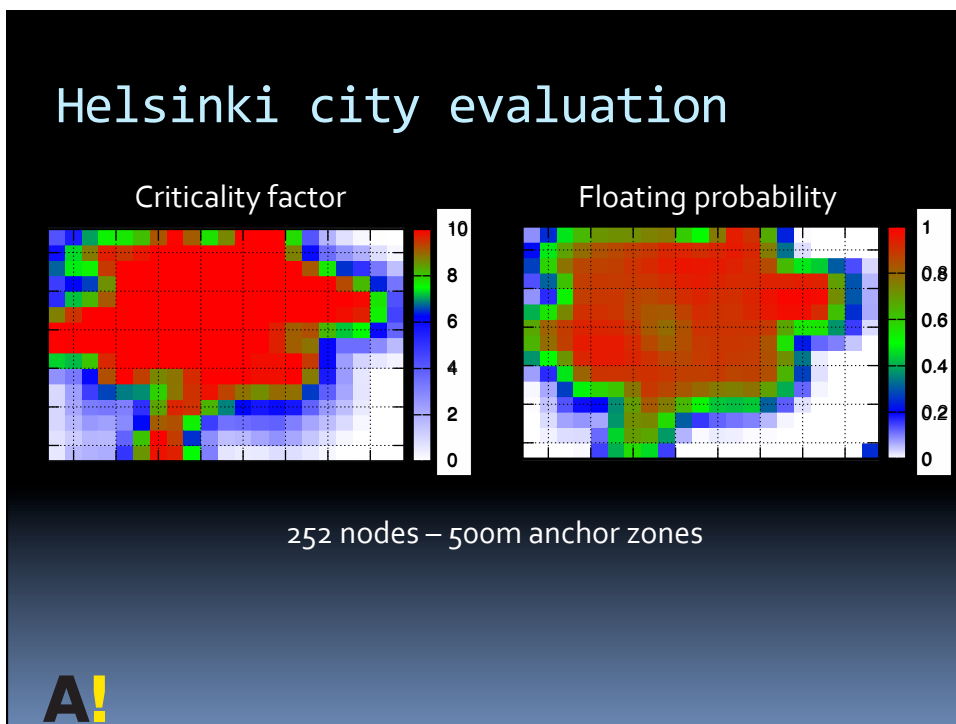 Helsinki city evaluation
Criticality factor
Floating probability
10
8
6
4
2
0
1
0.8
0.6
0.4
0.2
0
252 nodes – 500m anchor zones
A!